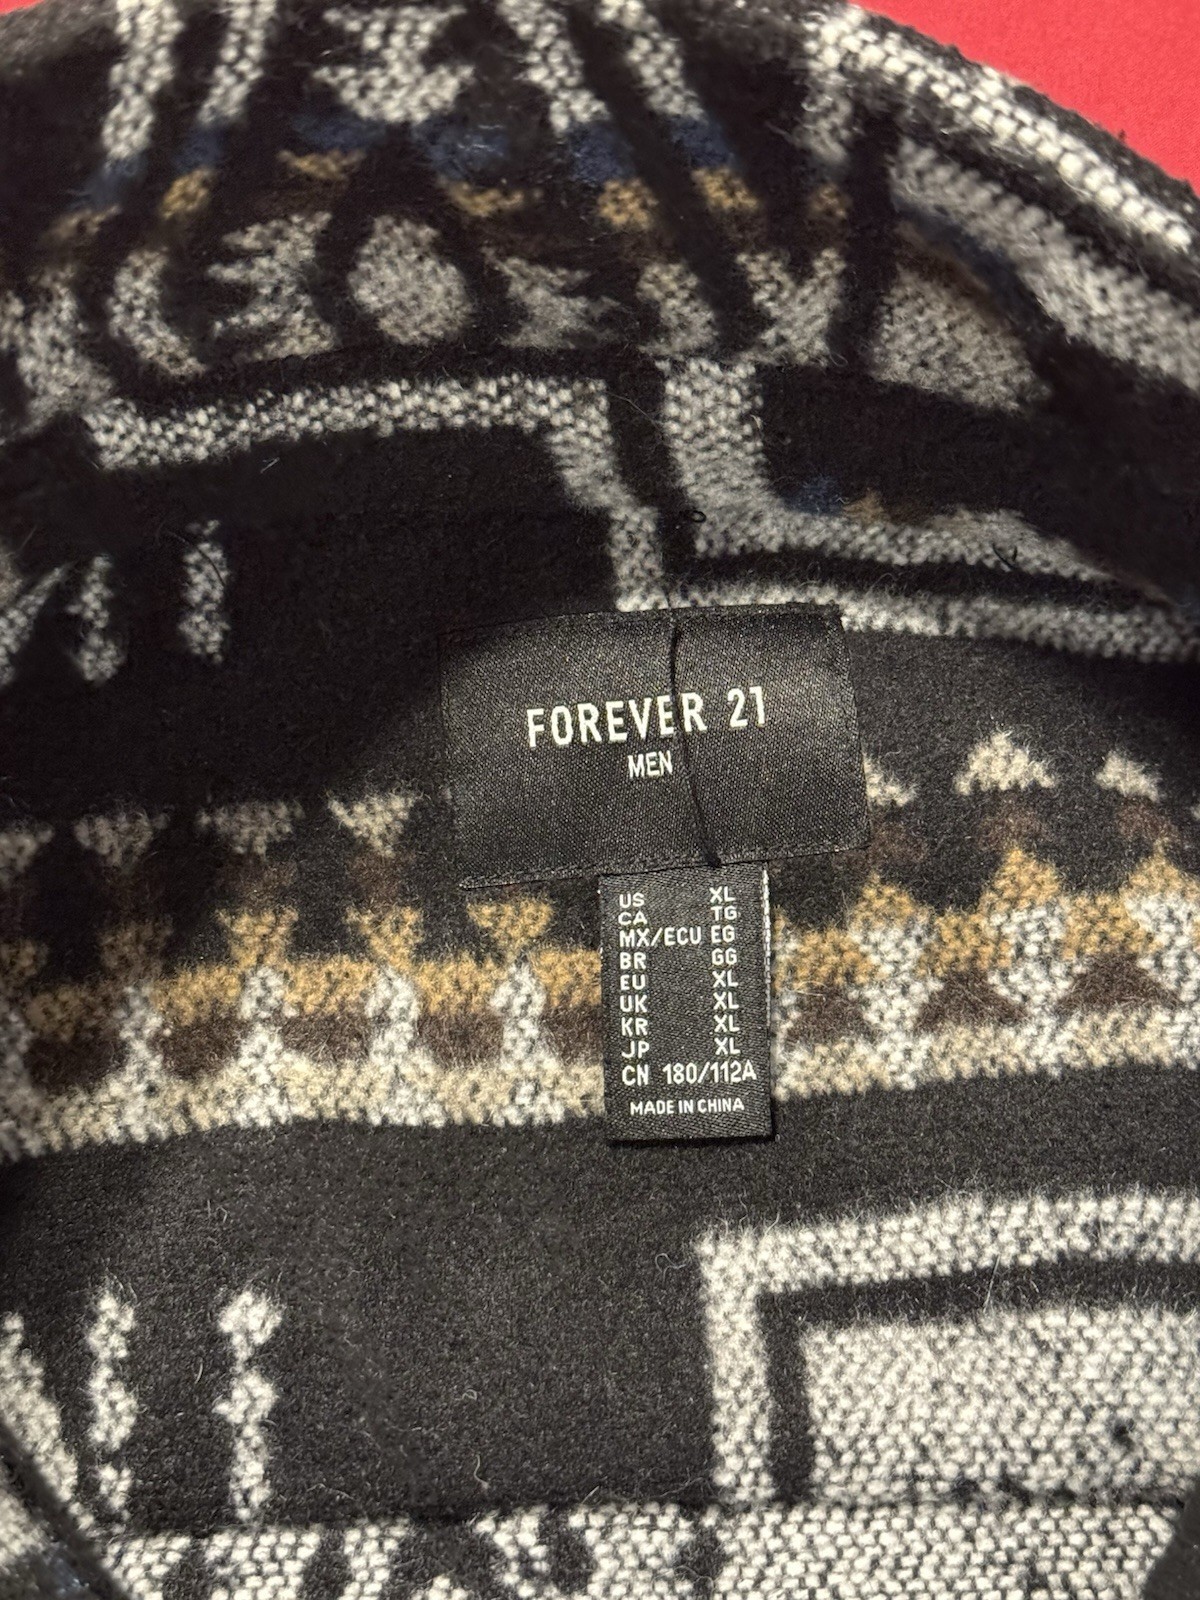 FOREVER 21
MEN
US XL
CA TG
MX/ECU EG
BR GG
EU XL
UK XL
KR XL
JP XL
CN 180/112A
MADE IN CHINA